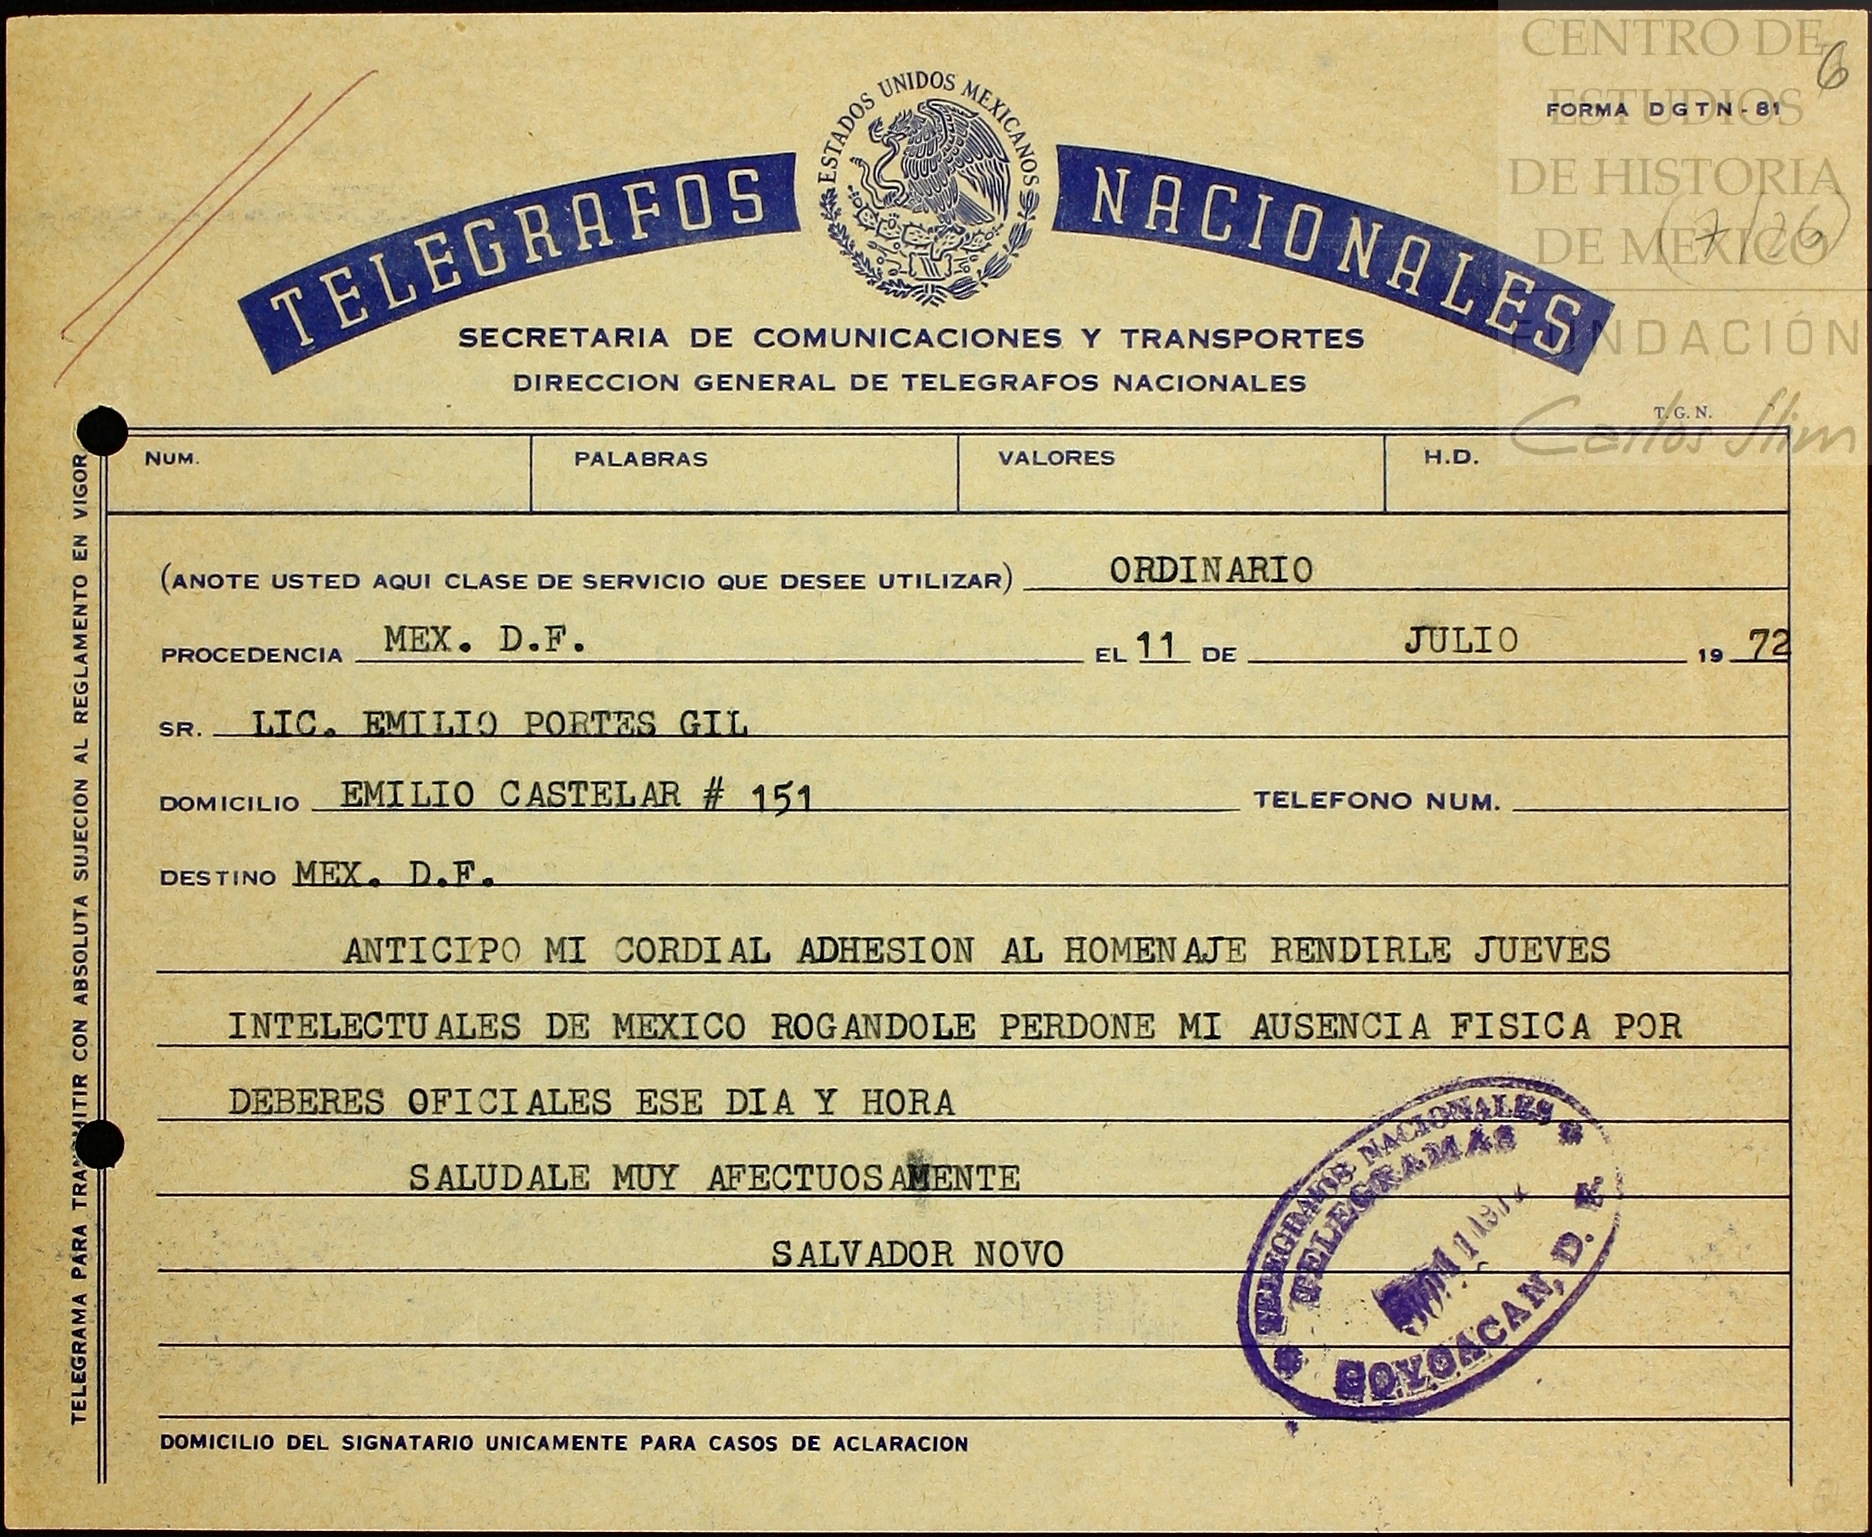 CENTRO DE
ESTUDIOS
DE HISTORIA
DE MEXICO
FUNDACIÓN
Carlos Slim
6
(7/26)
FORMA DGTN-81
ESTADOS UNIDOS MEXICANOS
TELEGRAFOS NACIONALES
SECRETARIA DE COMUNICACIONES Y TRANSPORTES
DIRECCION GENERAL DE TELEGRAFOS NACIONALES
T. G. N.
NUM. PALABRAS VALORES H.D.
(ANOTE USTED AQUI CLASE DE SERVICIO QUE DESEE UTILIZAR) ORDINARIO
PROCEDENCIA MEX. D.F. EL 11 DE JULIO 19 72
SR. LIC. EMILIO PORTES GIL
DOMICILIO EMILIO CASTELAR # 151 TELEFONO NUM.
DESTINO MEX. D.F.
ANTICIPO MI CORDIAL ADHESION AL HOMENAJE RENDIRLE JUEVES
INTELECTUALES DE MEXICO ROGANDOLE PERDONE MI AUSENCIA FISICA POR
DEBERES OFICIALES ESE DIA Y HORA
SALUDALE MUY AFECTUOSAMENTE
SALVADOR NOVO
TELEGRAFOS NACIONALES
TELEGRAMAS
COYOACAN, D. F.
DOMICILIO DEL SIGNATARIO UNICAMENTE PARA CASOS DE ACLARACION
TELEGRAMA PARA TRANSMITIR CON ABSOLUTA SUJECION AL REGLAMENTO EN VIGOR